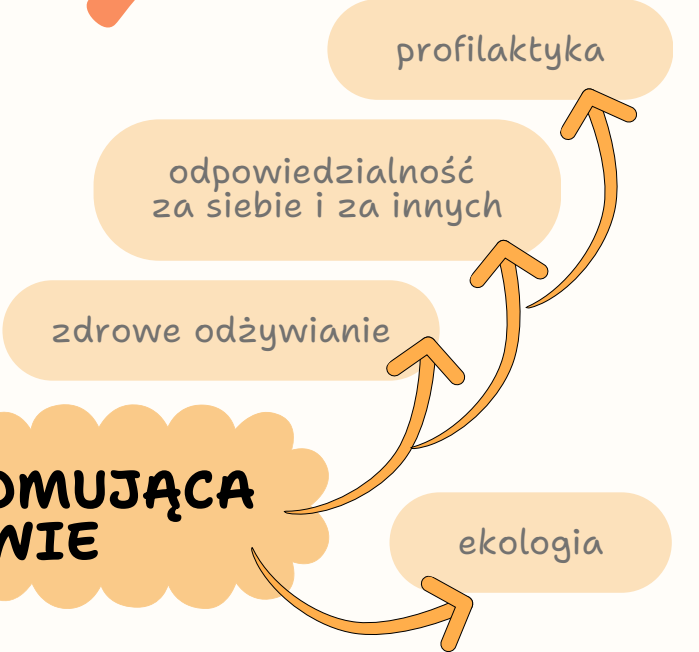 profilaktyka
odpowiedzialność
za siebie i za innych
zdrowe odżywianie
OMUJĄCA
WIE
ekologia